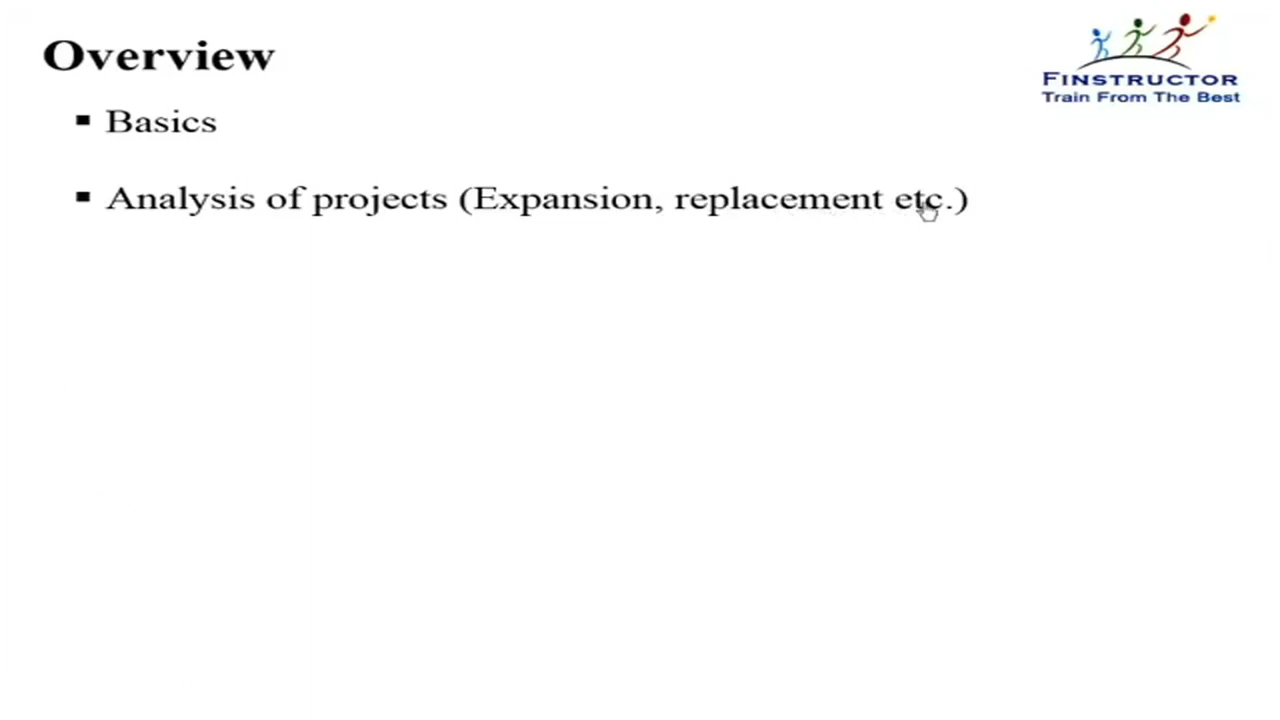 Overview
FINSTRUCTOR
Train From The Best
▪ Basics
▪ Analysis of projects (Expansion, replacement etc.)